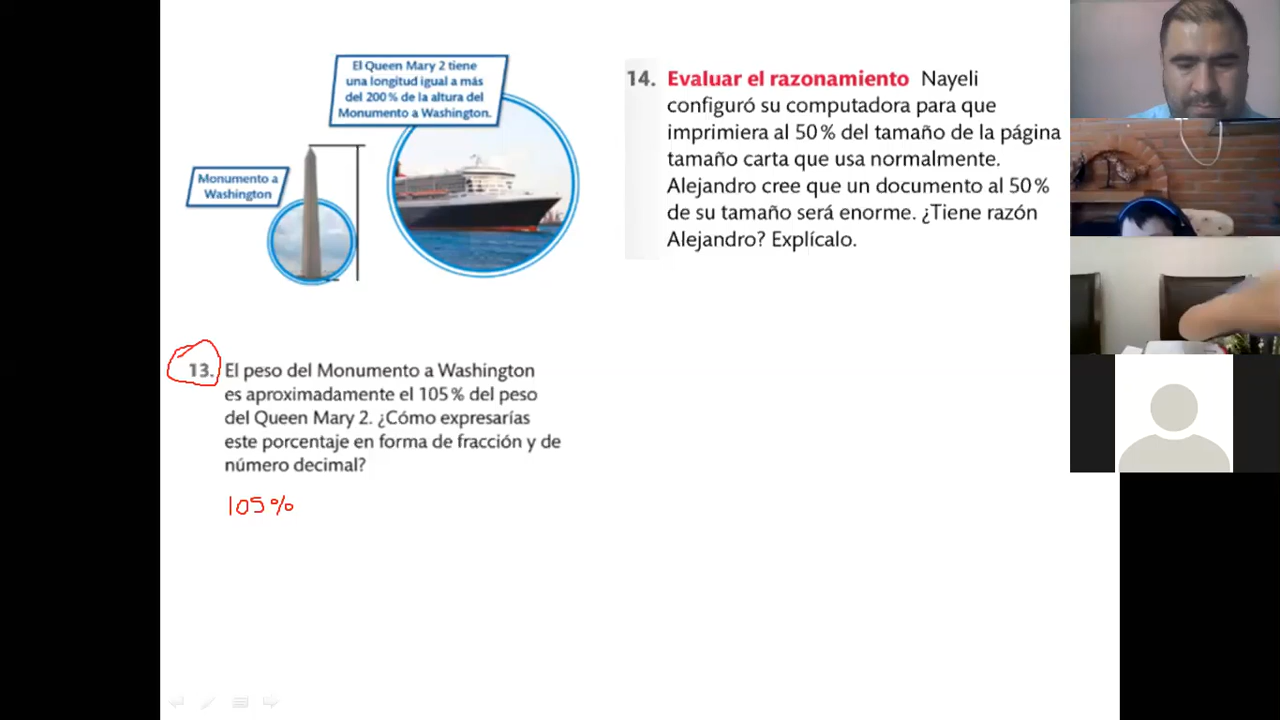 El Queen Mary 2 tiene
una longitud igual a más
del 200% de la altura del
Monumento a Washington.
Monumento a
Washington
13. El peso del Monumento a Washington
es aproximadamente el 105% del peso
del Queen Mary 2. ¿Cómo expresarías
este porcentaje en forma de fracción y de
número decimal?
105%
14. Evaluar el razonamiento Nayeli
configuró su computadora para que
imprimiera al 50% del tamaño de la página
tamaño carta que usa normalmente.
Alejandro cree que un documento al 50%
de su tamaño será enorme. ¿Tiene razón
Alejandro? Explícalo.